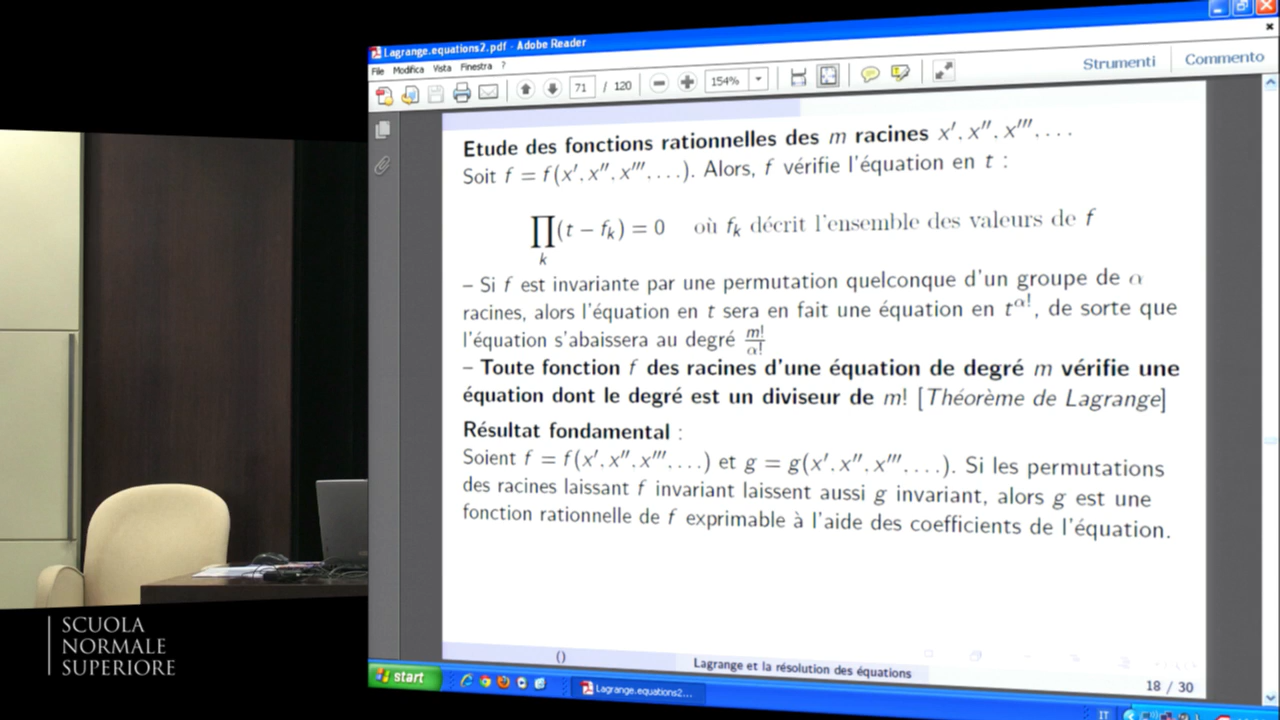 Lagrange.equations2.pdf - Adobe Reader
File Modifica Vista Finestra ?
71 / 120 154% Strumenti Commento
Etude des fonctions rationnelles des m racines x′. x″. x‴. . . .
Soit f = f(x′. x″. x‴. . . .). Alors, f vérifie l'équation en t :
∏(t − fk) = 0 où fk décrit l'ensemble des valeurs de f
k
– Si f est invariante par une permutation quelconque d'un groupe de α
racines, alors l'équation en t sera en fait une équation en t^α!, de sorte que
l'équation s'abaissera au degré m!/α!
– Toute fonction f des racines d'une équation de degré m vérifie une
équation dont le degré est un diviseur de m! [Théorème de Lagrange]
Résultat fondamental :
Soient f = f(x′. x″. x‴. . . .) et g = g(x′. x″. x‴. . . .). Si les permutations
des racines laissant f invariant laissent aussi g invariant, alors g est une
fonction rationnelle de f exprimable à l'aide des coefficients de l'équation.
()
Lagrange et la résolution des équations
18 / 30
start
Lagrange.equations2...
IT
SCUOLA
NORMALE
SUPERIORE